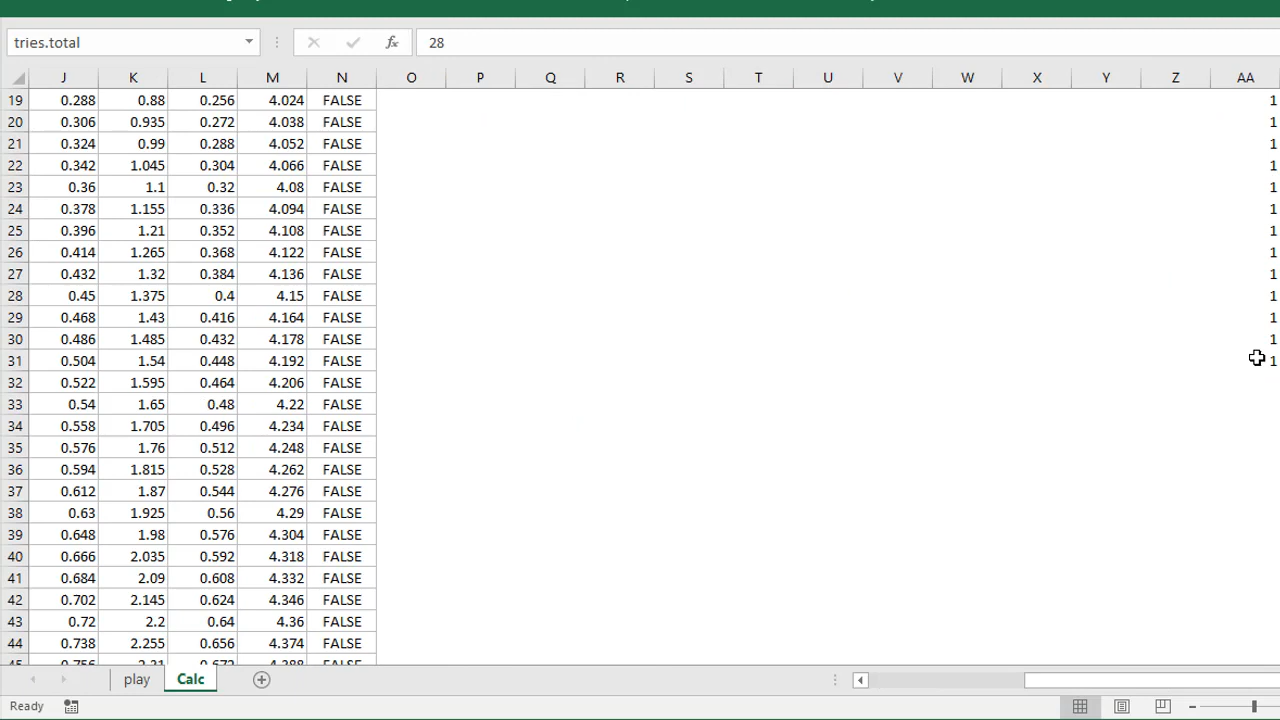 tries.total 28
J K L M N O P Q R S T U V W X Y Z AA
19 0.288 0.88 0.256 4.024 FALSE 1
20 0.306 0.935 0.272 4.038 FALSE 1
21 0.324 0.99 0.288 4.052 FALSE 1
22 0.342 1.045 0.304 4.066 FALSE 1
23 0.36 1.1 0.32 4.08 FALSE 1
24 0.378 1.155 0.336 4.094 FALSE 1
25 0.396 1.21 0.352 4.108 FALSE 1
26 0.414 1.265 0.368 4.122 FALSE 1
27 0.432 1.32 0.384 4.136 FALSE 1
28 0.45 1.375 0.4 4.15 FALSE 1
29 0.468 1.43 0.416 4.164 FALSE 1
30 0.486 1.485 0.432 4.178 FALSE 1
31 0.504 1.54 0.448 4.192 FALSE 1
32 0.522 1.595 0.464 4.206 FALSE
33 0.54 1.65 0.48 4.22 FALSE
34 0.558 1.705 0.496 4.234 FALSE
35 0.576 1.76 0.512 4.248 FALSE
36 0.594 1.815 0.528 4.262 FALSE
37 0.612 1.87 0.544 4.276 FALSE
38 0.63 1.925 0.56 4.29 FALSE
39 0.648 1.98 0.576 4.304 FALSE
40 0.666 2.035 0.592 4.318 FALSE
41 0.684 2.09 0.608 4.332 FALSE
42 0.702 2.145 0.624 4.346 FALSE
43 0.72 2.2 0.64 4.36 FALSE
44 0.738 2.255 0.656 4.374 FALSE
45 0.756 2.31 0.672 4.388 FALSE
play Calc
Ready